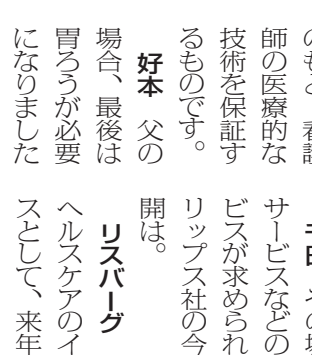 師の医療的な
技術を保証す
るものです。
好本　父の
場合、最後は
胃ろうが必要
になりました
サービスなどの
ビスが求められ
リップス社の今
開は。
リスバーグ
ヘルスケアのイ
スとして、来年